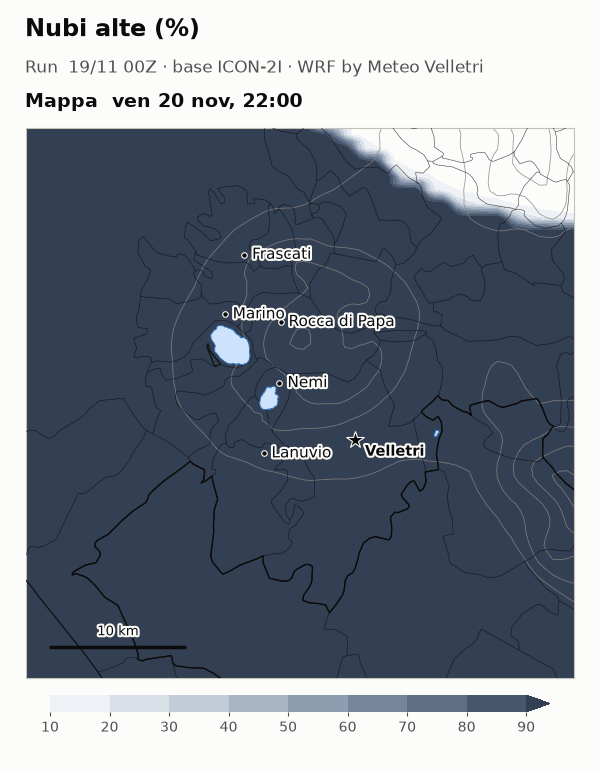 Nubi alte (%)
Run  19/11 00Z · base ICON-2I · WRF by Meteo Velletri
Mappa  ven 20 nov, 22:00
Frascati
Marino
Rocca di Papa
Nemi
Lanuvio
Velletri
10 km
10 20 30 40 50 60 70 80 90